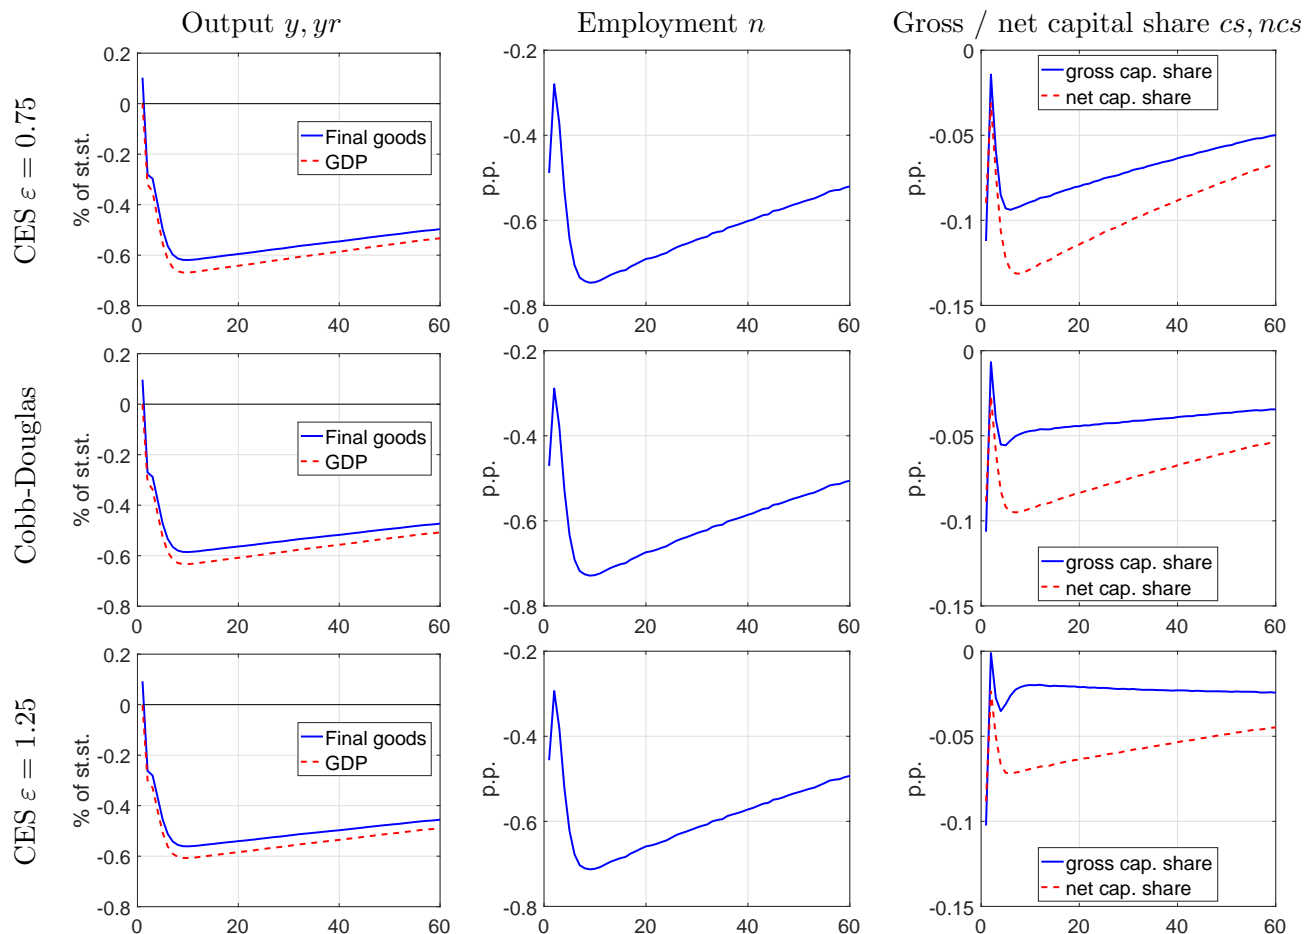 Output y, yr
Employment n
Gross / net capital share cs, ncs
CES ε = 0.75
% of st.st.
0.2
0
-0.2
-0.4
-0.6
-0.8
0 20 40 60
Final goods
GDP
p.p.
-0.2
-0.4
-0.6
-0.8
0 20 40 60
p.p.
0
-0.05
-0.1
-0.15
0 20 40 60
gross cap. share
net cap. share
Cobb-Douglas
% of st.st.
0.2
0
-0.2
-0.4
-0.6
-0.8
0 20 40 60
Final goods
GDP
p.p.
-0.2
-0.4
-0.6
-0.8
0 20 40 60
p.p.
0
-0.05
-0.1
-0.15
0 20 40 60
gross cap. share
net cap. share
CES ε = 1.25
% of st.st.
0.2
0
-0.2
-0.4
-0.6
-0.8
0 20 40 60
Final goods
GDP
p.p.
-0.2
-0.4
-0.6
-0.8
0 20 40 60
p.p.
0
-0.05
-0.1
-0.15
0 20 40 60
gross cap. share
net cap. share